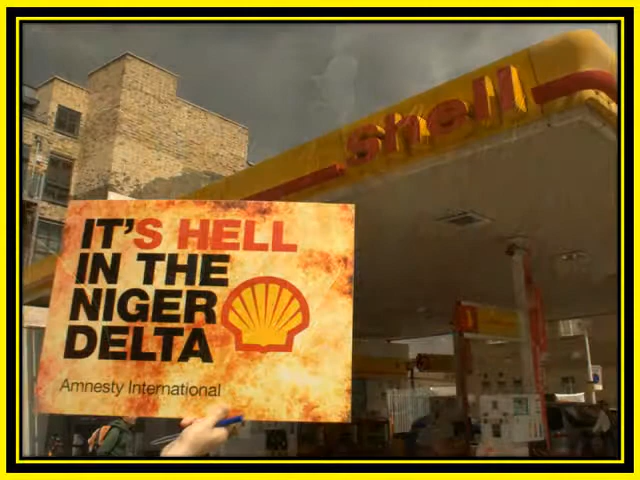 Shell
IT'S HELL
IN THE
NIGER
DELTA
Amnesty International